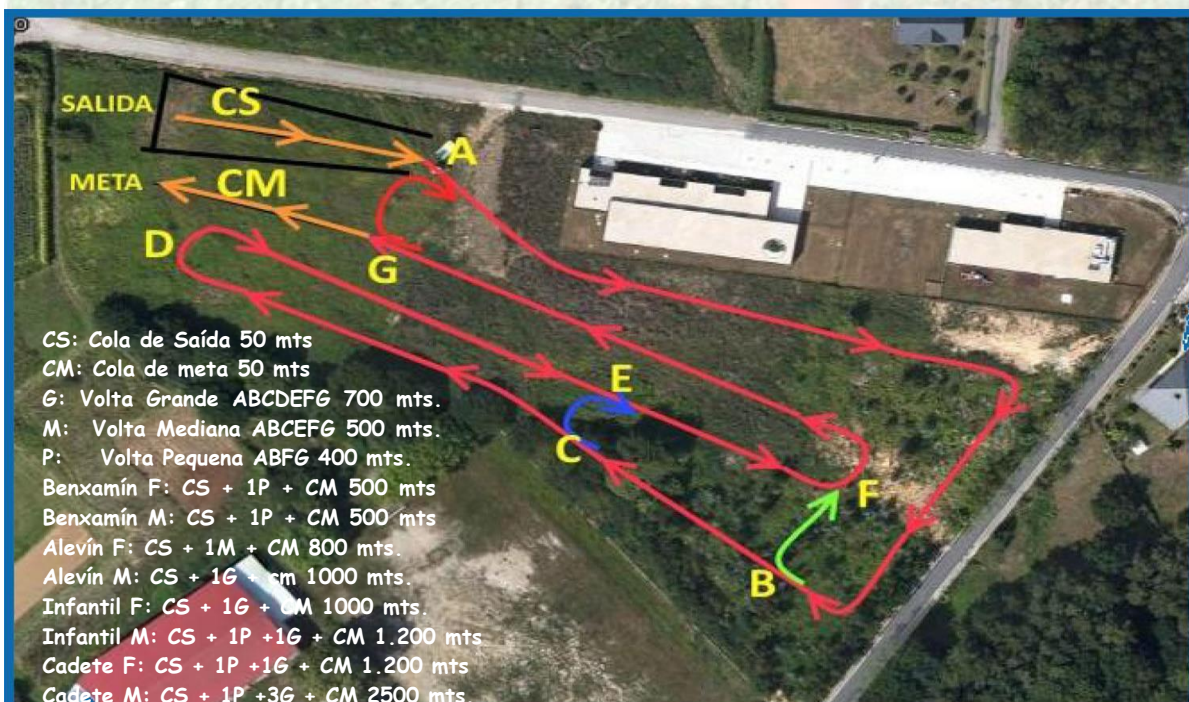 SALIDA
CS
A
META
CM
D
G
E
C
F
B
CS: Cola de Saída 50 mts
CM: Cola de meta 50 mts
G: Volta Grande ABCDEFG 700 mts.
M: Volta Mediana ABCEFG 500 mts.
P: Volta Pequena ABFG 400 mts.
Benxamín F: CS + 1P + CM 500 mts
Benxamín M: CS + 1P + CM 500 mts
Alevín F: CS + 1M + CM 800 mts.
Alevín M: CS + 1G + cm 1000 mts.
Infantil F: CS + 1G + CM 1000 mts.
Infantil M: CS + 1P +1G + CM 1.200 mts
Cadete F: CS + 1P +1G + CM 1.200 mts
Cadete M: CS + 1P +3G + CM 2500 mts.